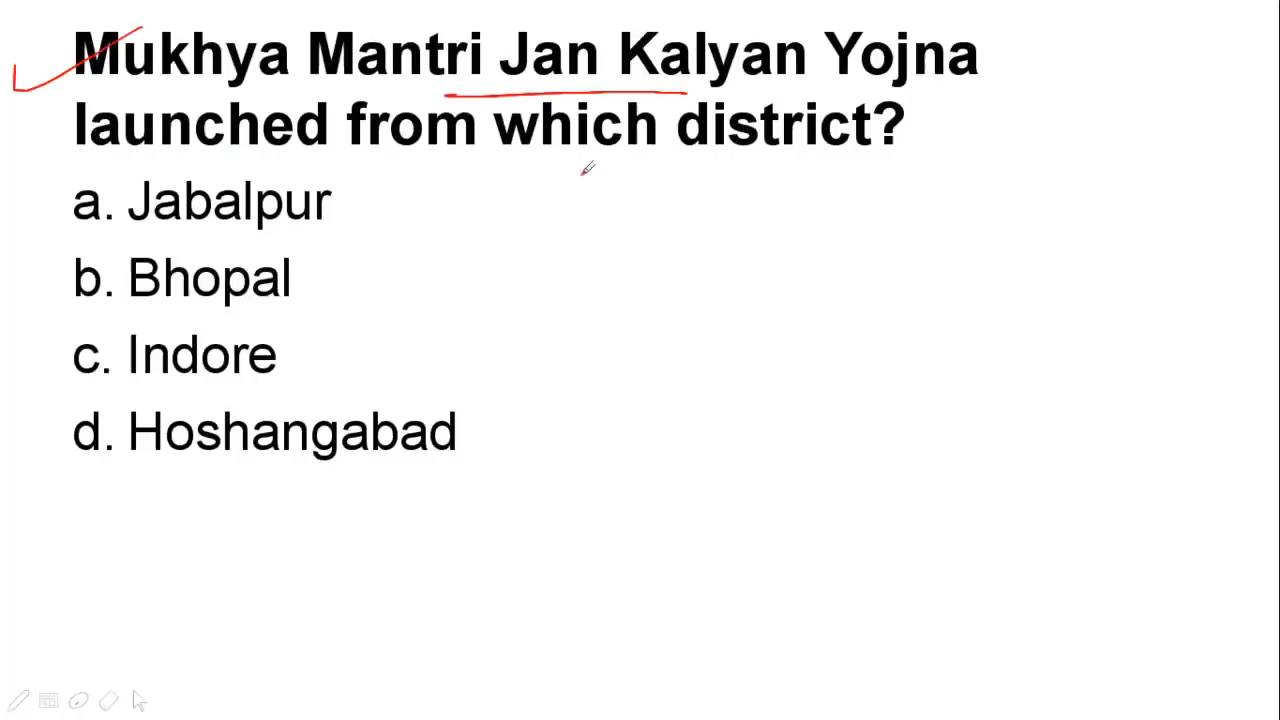 Mukhya Mantri Jan Kalyan Yojna
launched from which district?
a. Jabalpur
b. Bhopal
c. Indore
d. Hoshangabad